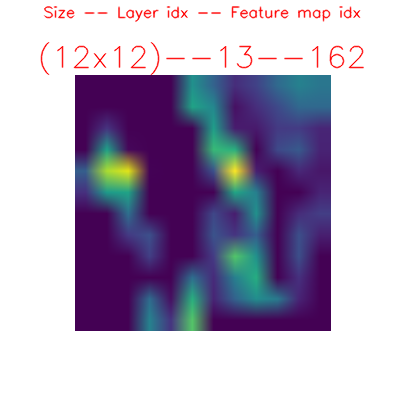 Size -- Layer idx -- Feature map idx
(12x12)--13--162